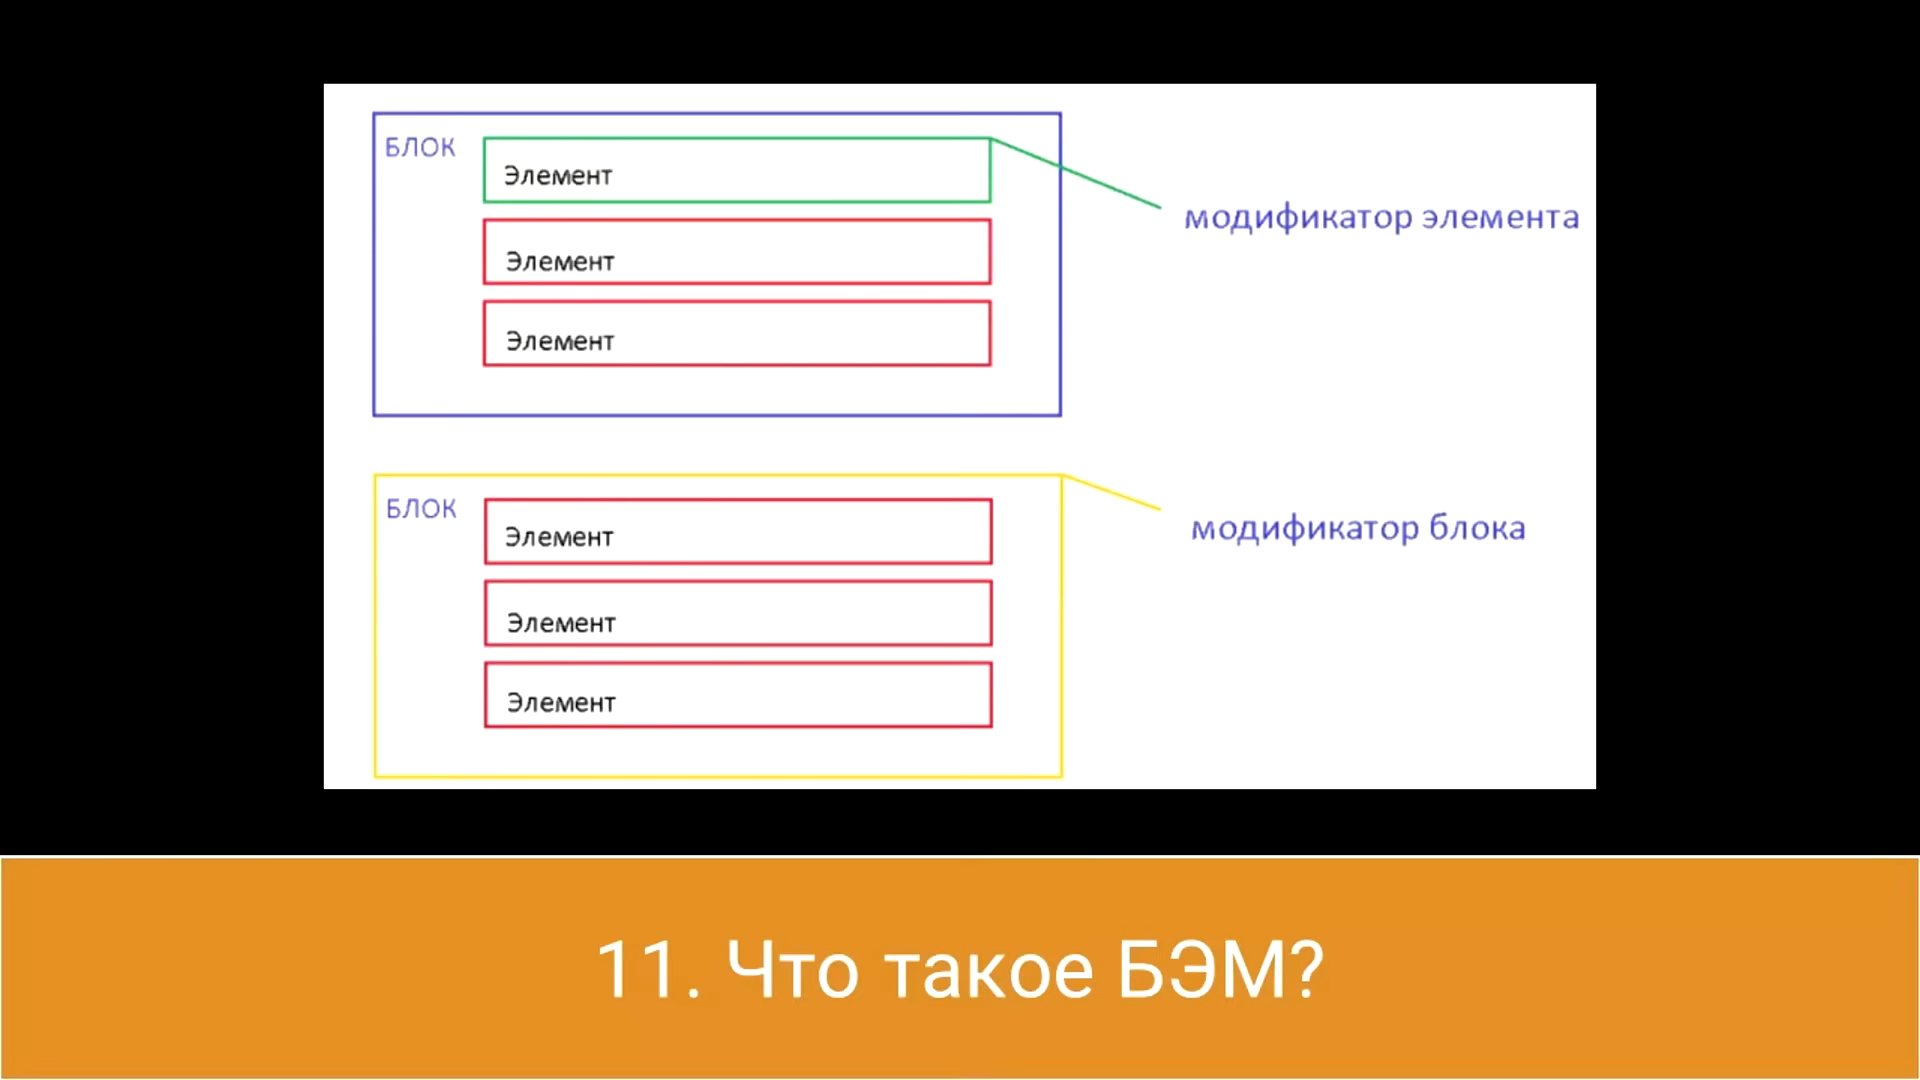 БЛОК
Элемент
модификатор элемента
Элемент
Элемент
БЛОК
модификатор блока
Элемент
Элемент
Элемент
11. Что такое БЭМ?